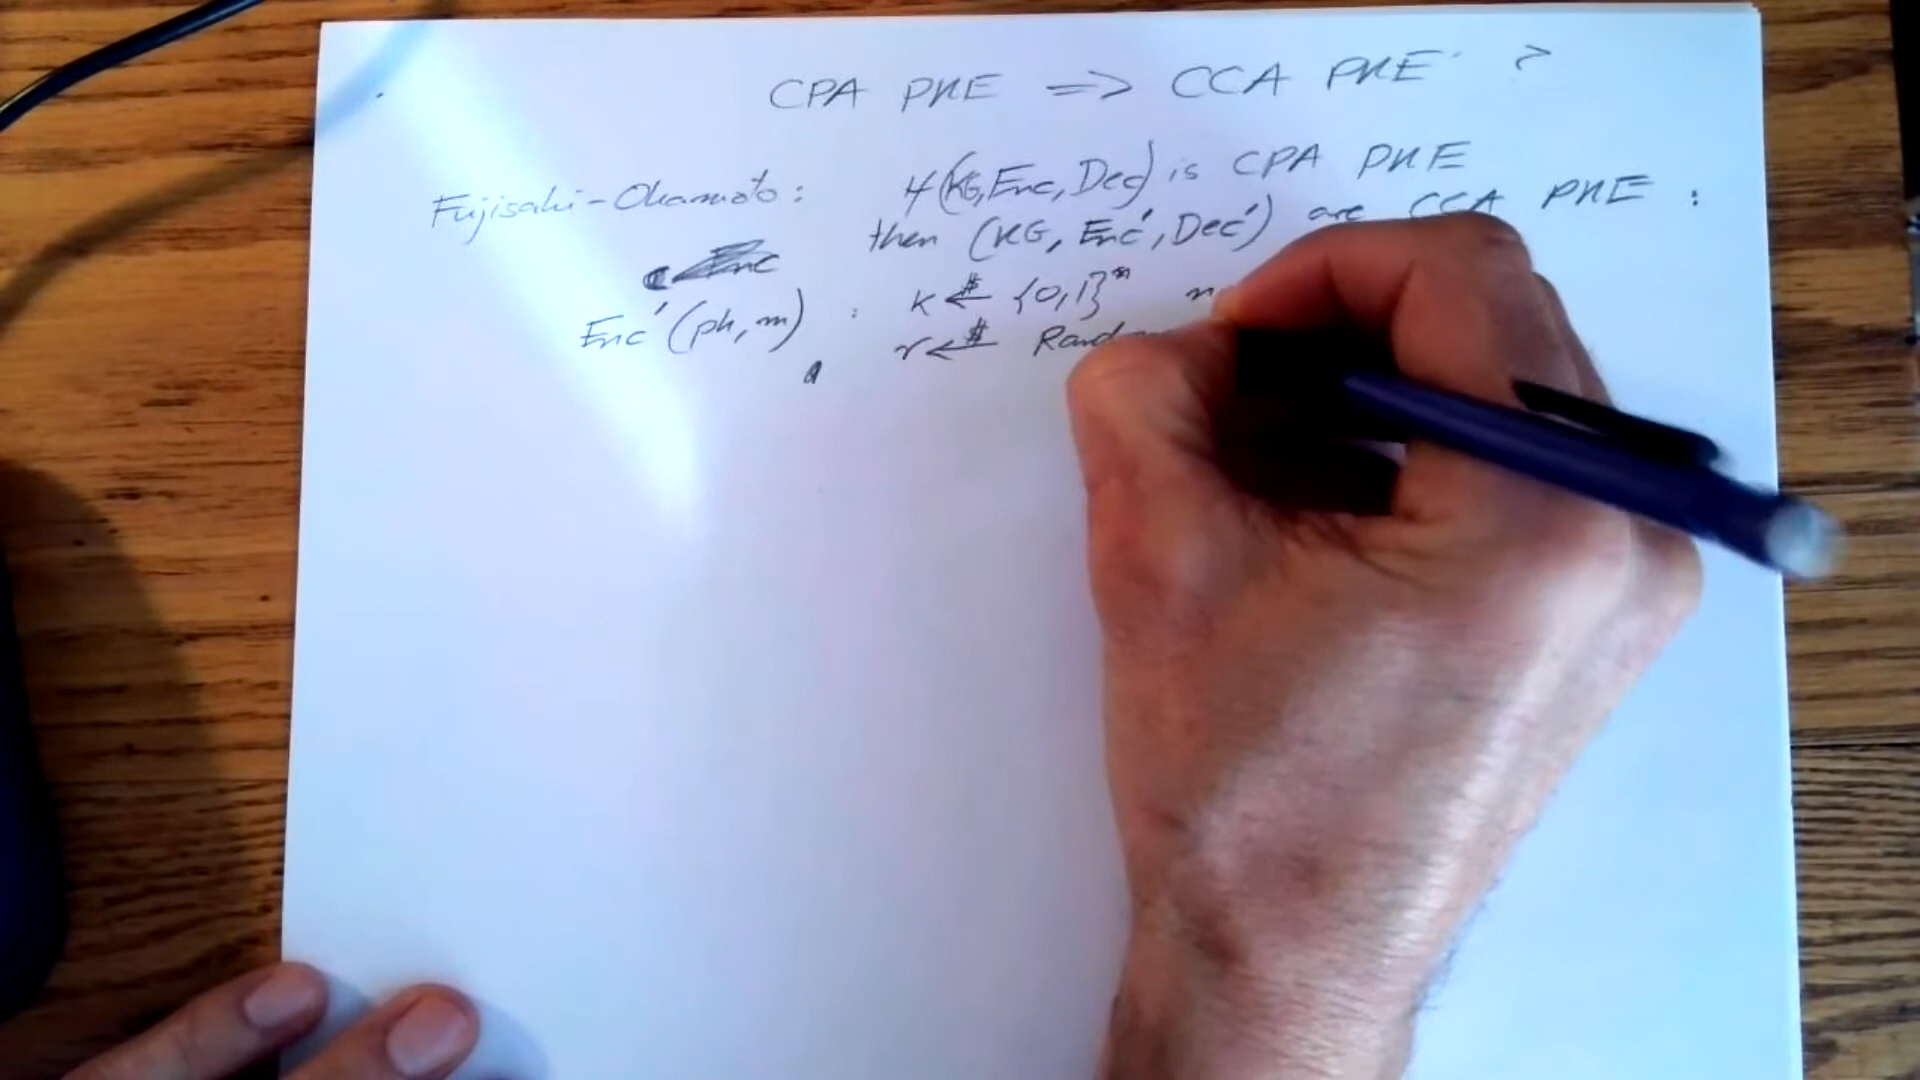 CPA PKE => CCA PKE ?
Fujisaki-Okamoto: If (KG, Enc, Dec) is CPA PKE
then (KG, Enc', Dec') are CCA PKE :
Enc
Enc'(pk, m) : k <-$ {0,1}^n
r <-$